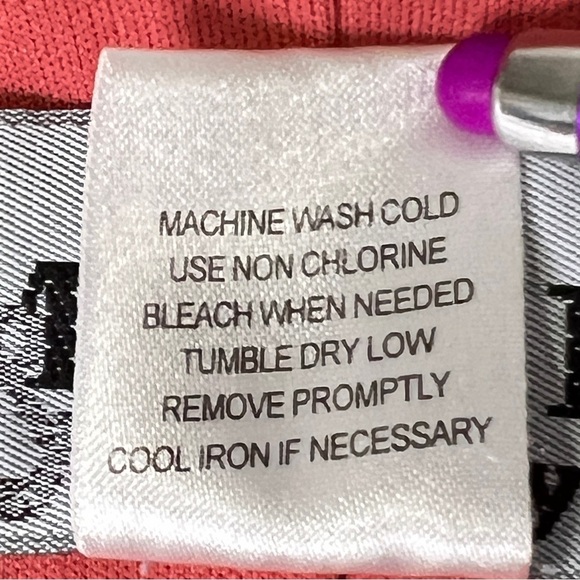 MACHINE WASH COLD
USE NON CHLORINE
BLEACH WHEN NEEDED
TUMBLE DRY LOW
REMOVE PROMPTLY
COOL IRON IF NECESSARY